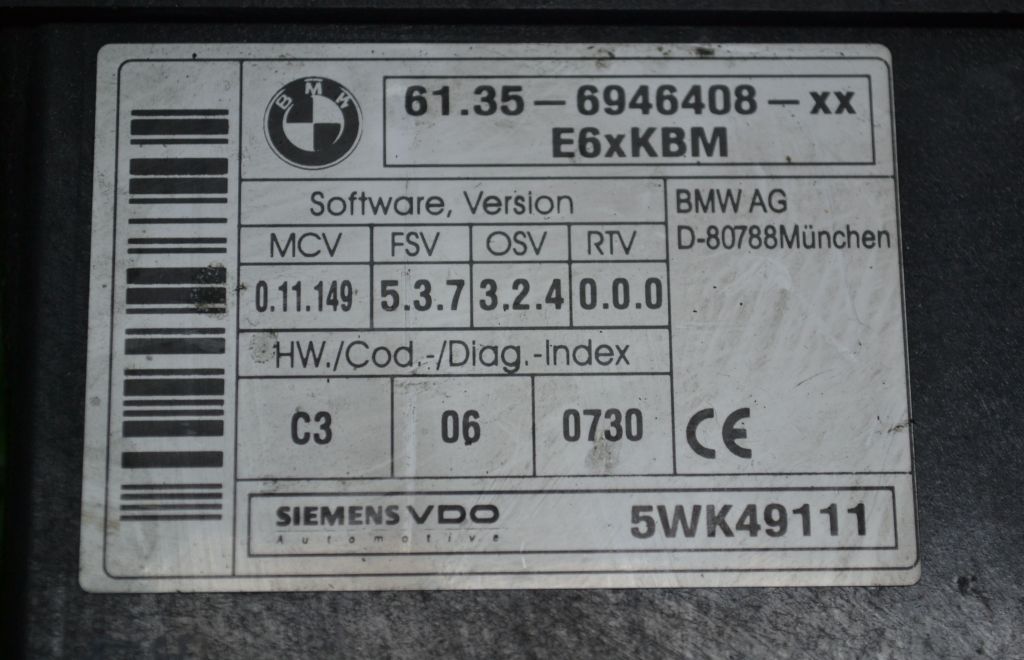 BMW
61.35 – 6946408 – xx
E6xKBM
Software, Version
BMW AG
D-80788München
MCV FSV OSV RTV
0.11.149 5.3.7 3.2.4 0.0.0
HW./Cod.-/Diag.-Index
C3 06 0730
CE
SIEMENS VDO
Automotive
5WK49111